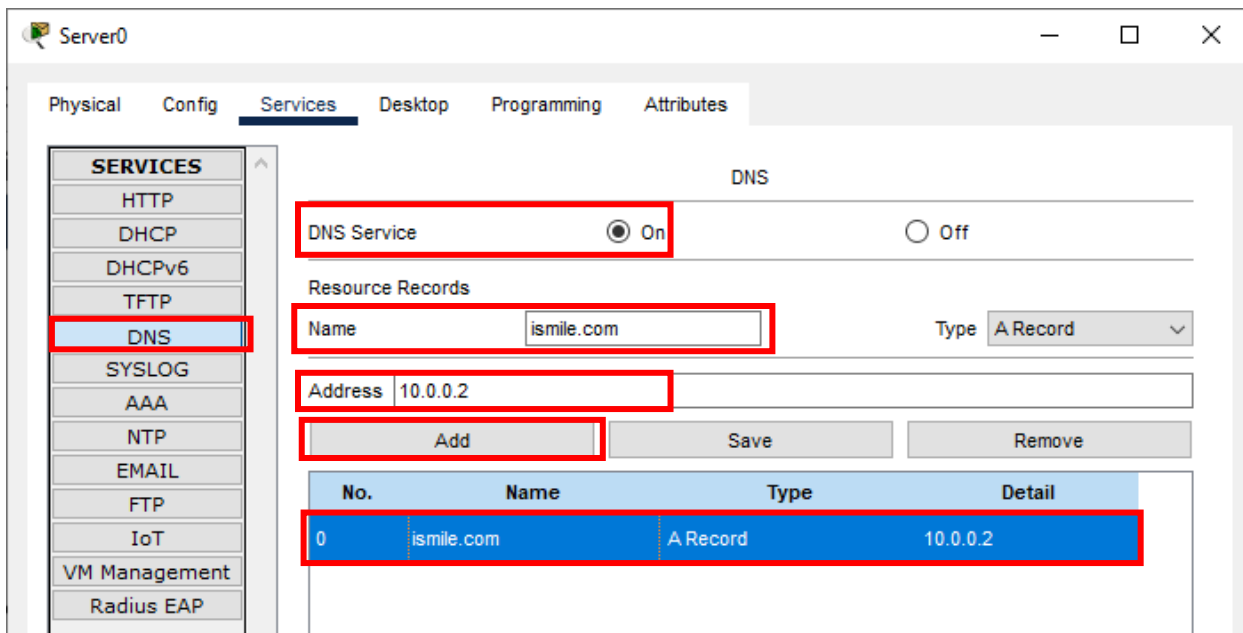 Server0
Physical Config Services Desktop Programming Attributes
SERVICES
HTTP
DHCP
DHCPv6
TFTP
DNS
SYSLOG
AAA
NTP
EMAIL
FTP
IoT
VM Management
Radius EAP
DNS
DNS Service On Off
Resource Records
Name ismile.com Type A Record
Address 10.0.0.2
Add Save Remove
No. Name Type Detail
0 ismile.com A Record 10.0.0.2